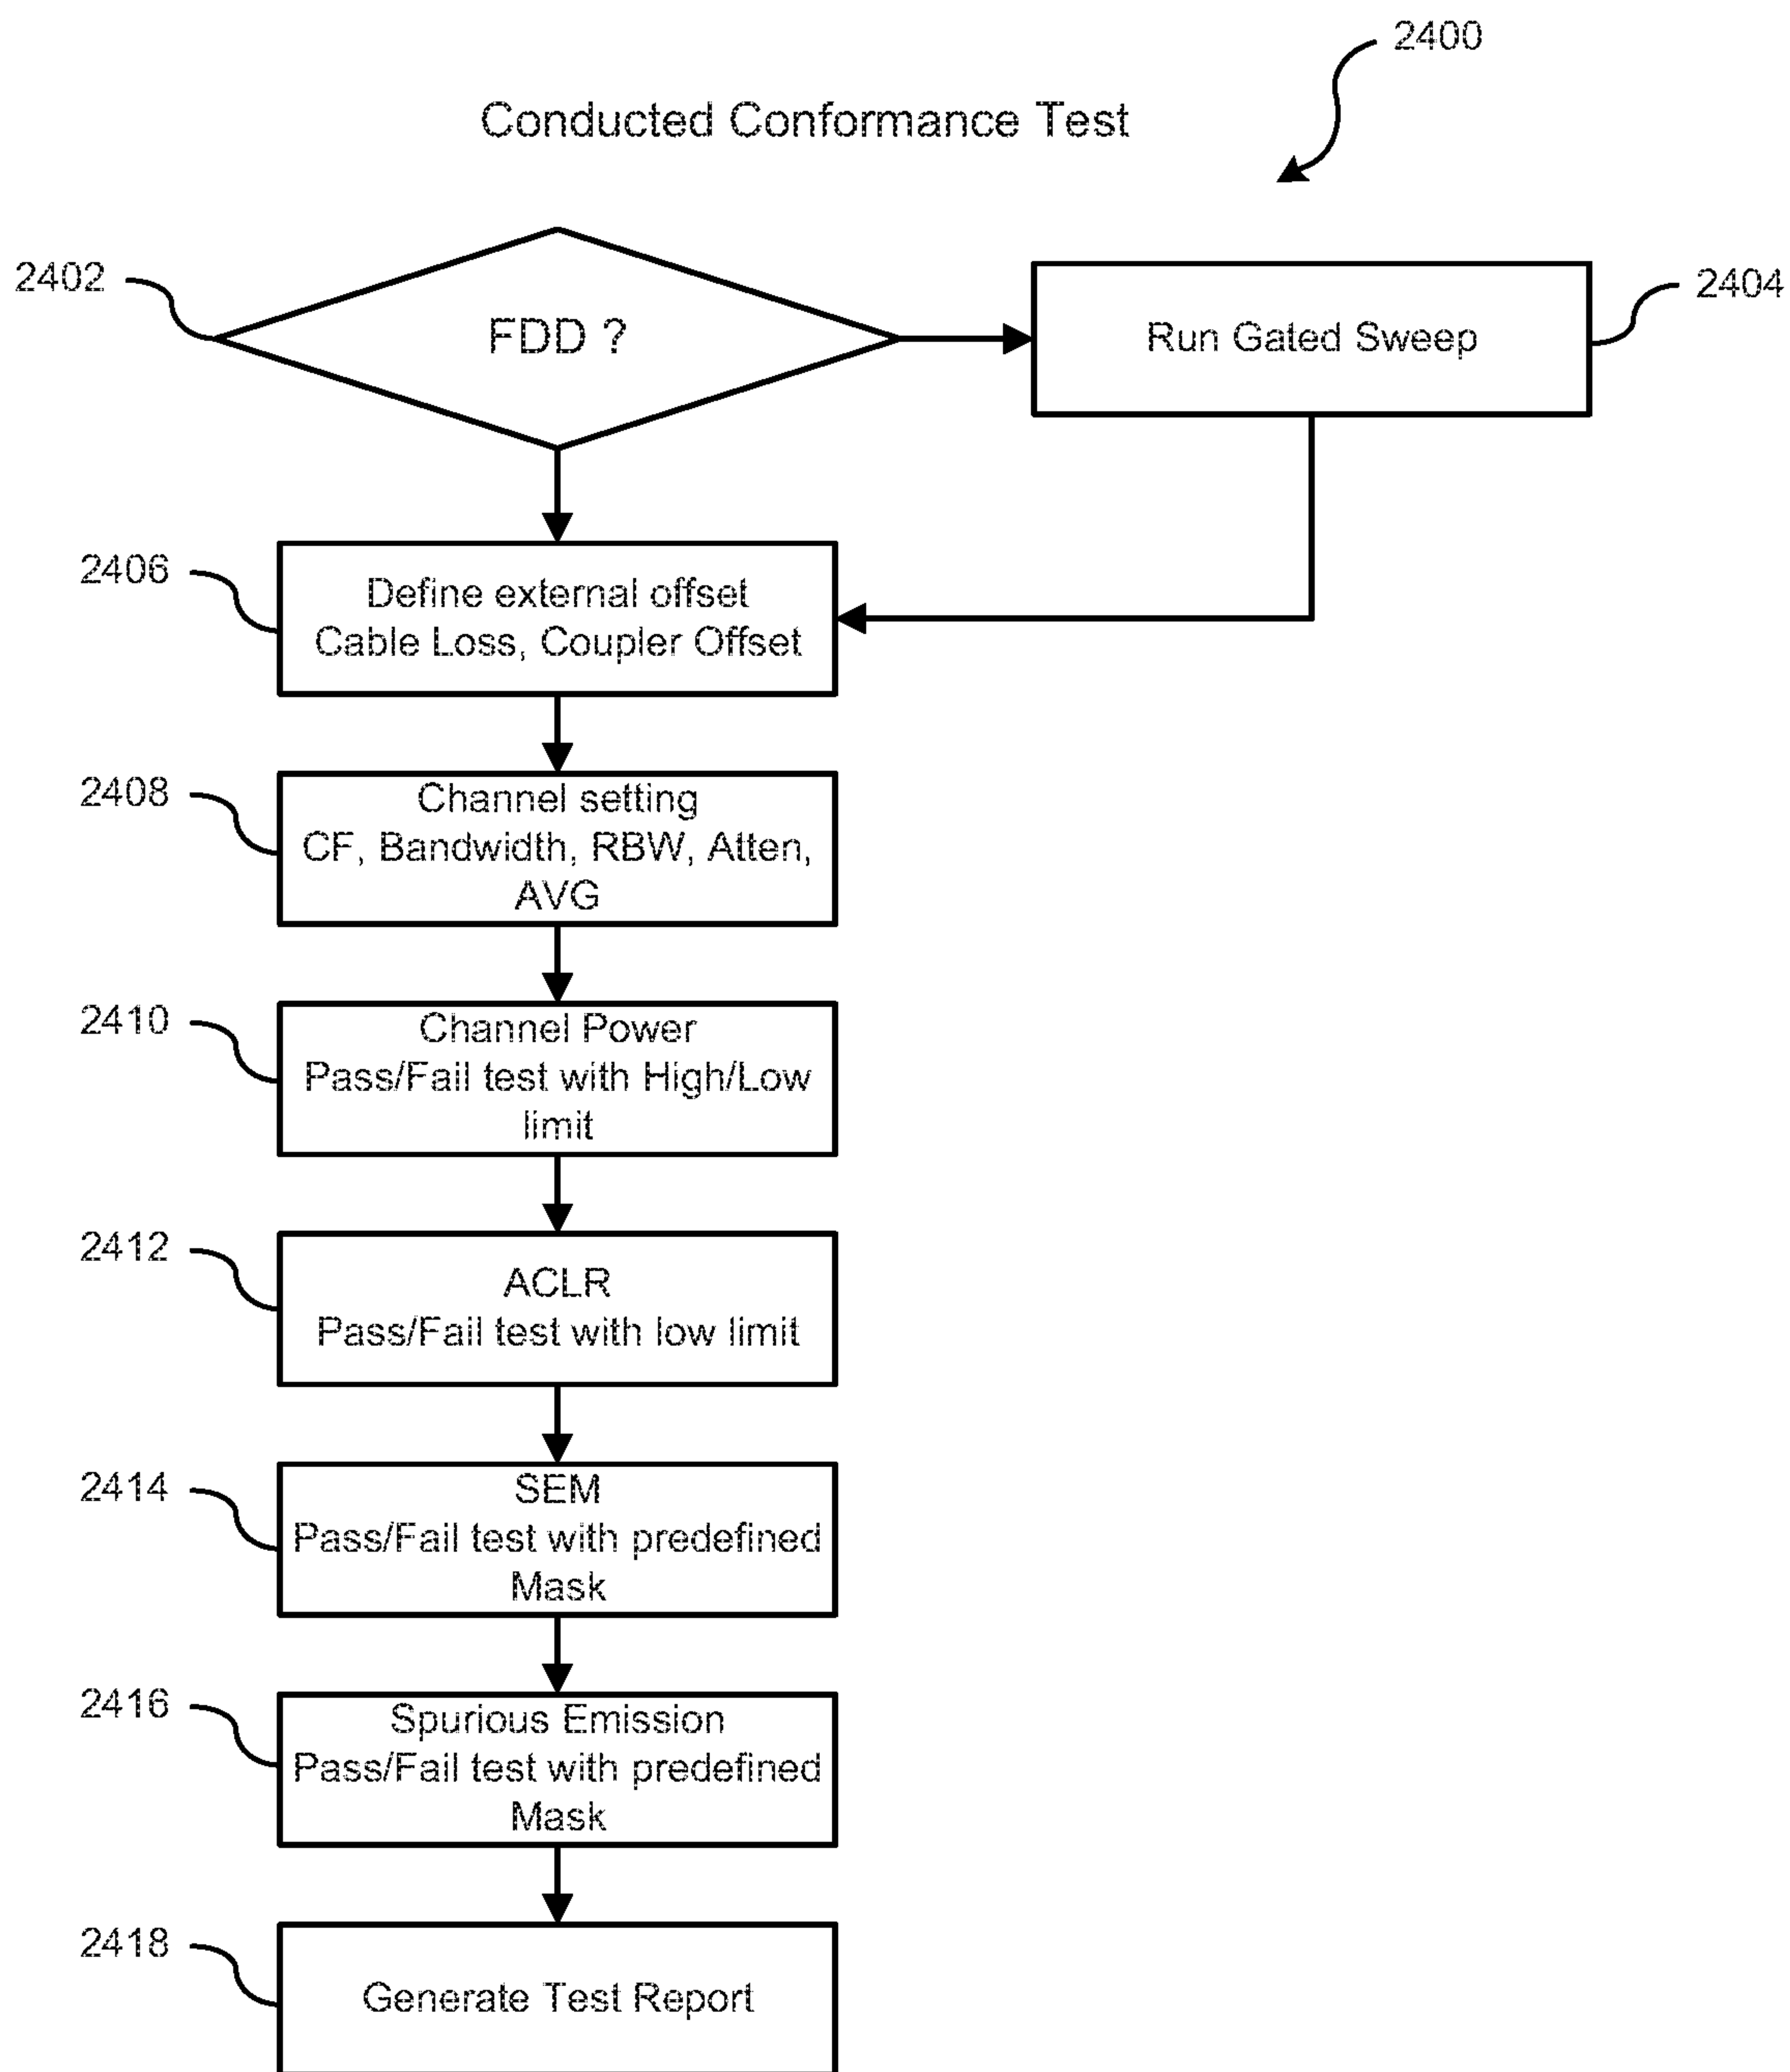 2400
Conducted Conformance Test
2402
FDD ?
Run Gated Sweep
2404
2406
Define external offset
Cable Loss, Coupler Offset
2408
Channel setting
CF, Bandwidth, RBW, Atten,
AVG
2410
Channel Power
Pass/Fail test with High/Low
limit
2412
ACLR
Pass/Fail test with low limit
2414
SEM
Pass/Fail test with predefined
Mask
2416
Spurious Emission
Pass/Fail test with predefined
Mask
2418
Generate Test Report